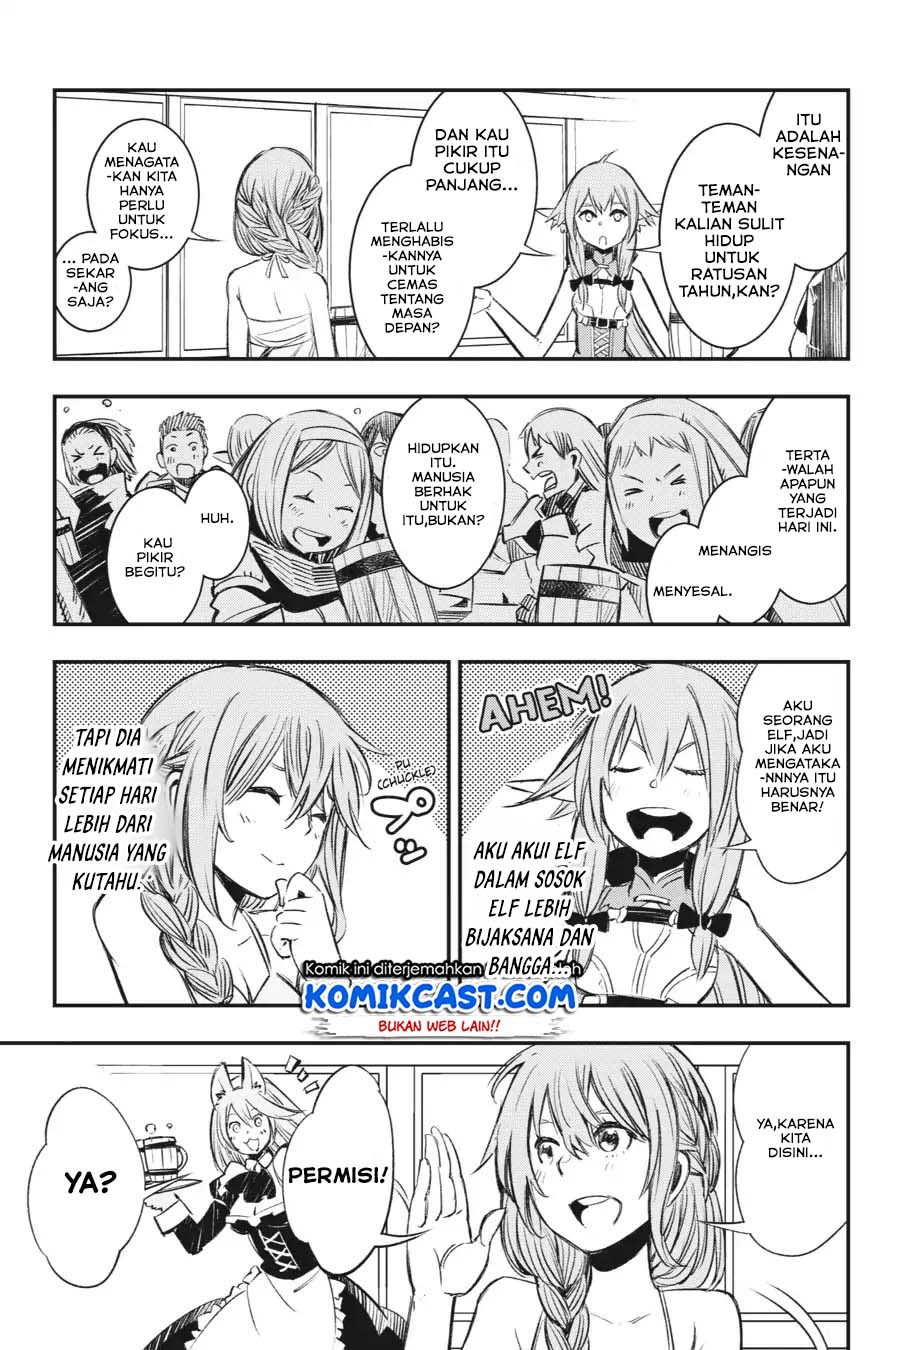 ITU
ADALAH
KESENA-
NGAN
TEMAN-
TEMAN
KALIAN SULIT
HIDUP
UNTUK
RATUSAN
TAHUN,KAN?
DAN KAU
PIKIR ITU
CUKUP
PANJANG...
TERLALU
MENGHABIS
-KANNYA
UNTUK
CEMAS
TENTANG
MASA
DEPAN?
KAU
MENAGATA
-KAN KITA
HANYA
PERLU
UNTUK
FOKUS...
... PADA
SEKAR
-ANG
SAJA?
TERTA
-WALAH
APAPUN
YANG
TERJADI
HARI INI.
MENANGIS
MENYESAL.
HIDUPKAN
ITU.
MANUSIA
BERHAK
UNTUK
ITU,BUKAN?
HUH.
KAU
PIKIR
BEGITU?
AKU
SEORANG
ELF,JADI
JIKA AKU
MENGATAKA
-NNNYA ITU
HARUSNYA
BENAR!
AHEM!
AKU AKUI ELF
DALAM SOSOK
ELF LEBIH
BIJAKSANA DAN
BANGGA...
PU
(CHUCKLE)
TAPI DIA
MENIKMATI
SETIAP HARI
LEBIH DARI
MANUSIA YANG
KUTAHU.
Komik ini diterjemahkan oleh
KOMIKCAST.COM
BUKAN WEB LAIN!!
YA,KARENA
KITA
DISINI...
PERMISI!
YA?